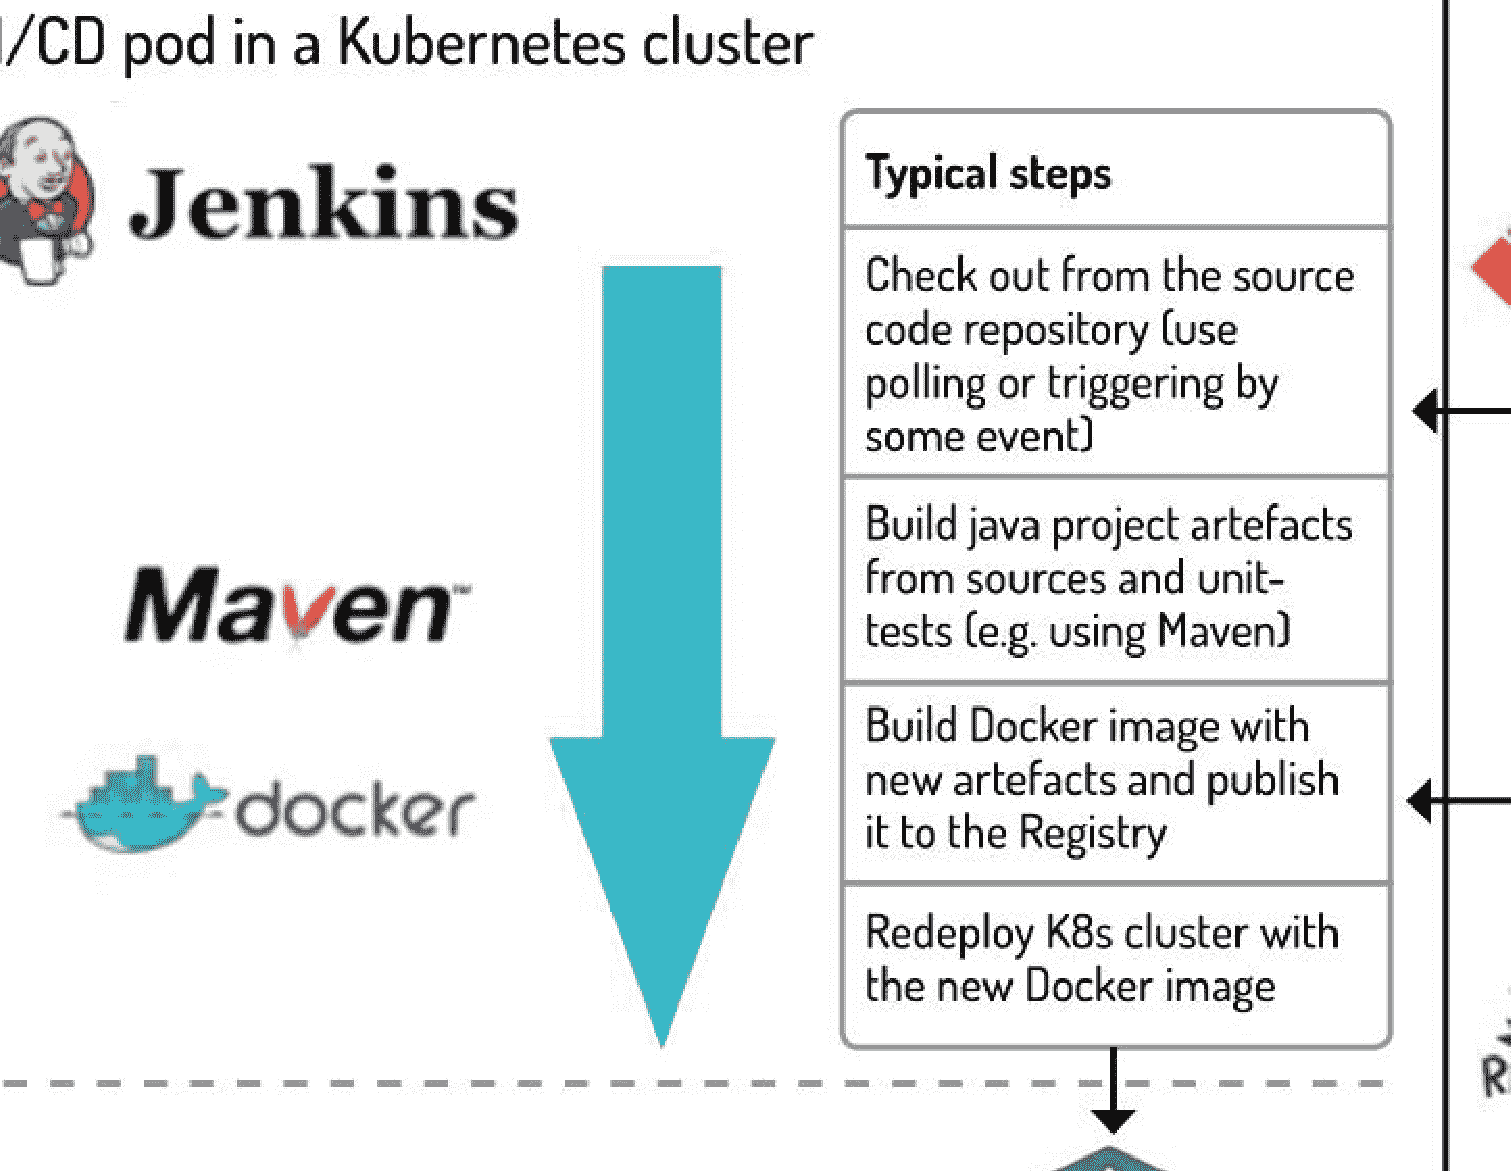 I/CD pod in a Kubernetes cluster
Jenkins
Typical steps
Check out from the source
code repository (use
polling or triggering by
some event)
Maven™
Build java project artefacts
from sources and unit-
tests (e.g. using Maven)
docker
Build Docker image with
new artefacts and publish
it to the Registry
Redeploy K8s cluster with
the new Docker image
R